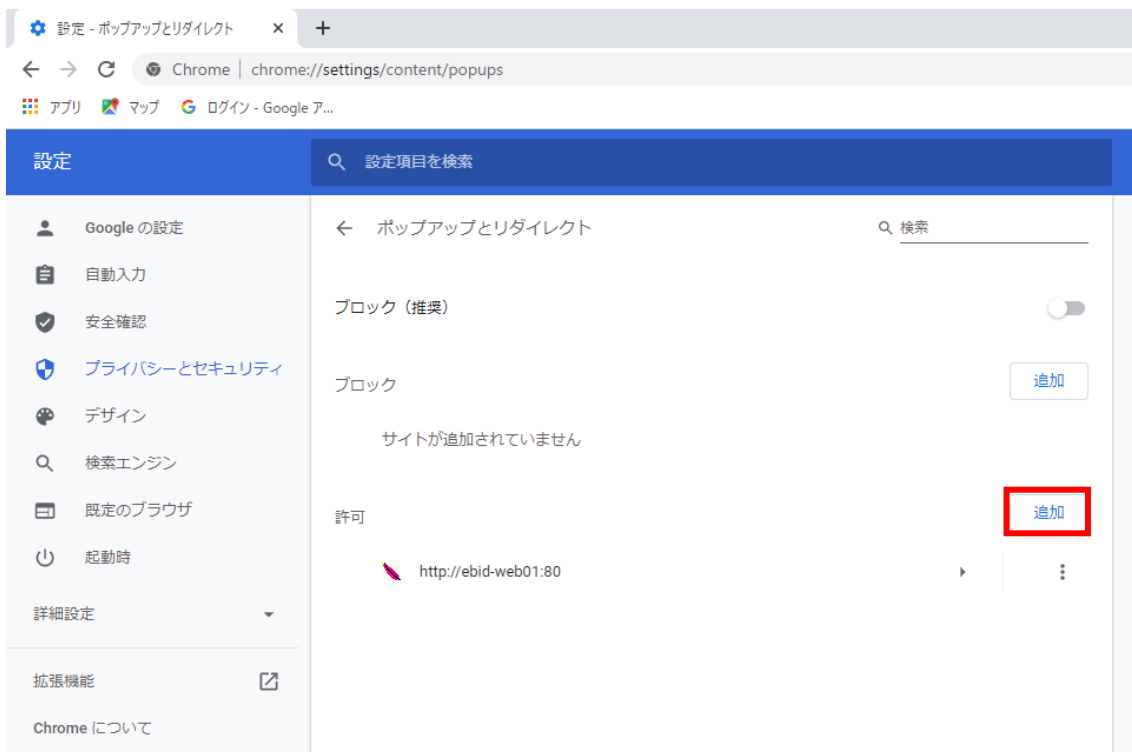 設定 - ポップアップとリダイレクト
Chrome | chrome://settings/content/popups
アプリ マップ ログイン - Google ア...
設定
設定項目を検索
Google の設定
自動入力
安全確認
プライバシーとセキュリティ
デザイン
検索エンジン
既定のブラウザ
起動時
詳細設定
拡張機能
Chrome について
ポップアップとリダイレクト
検索
ブロック（推奨）
ブロック
追加
サイトが追加されていません
許可
追加
http://ebid-web01:80